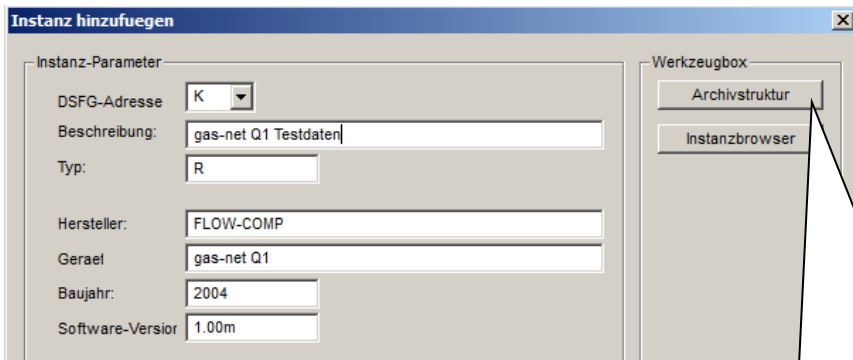 Instanz hinzufuegen
Instanz-Parameter
DSFG-Adresse K
Beschreibung: gas-net Q1 Testdaten
Typ: R
Hersteller: FLOW-COMP
Geraet gas-net Q1
Baujahr: 2004
Software-Version 1.00m
Werkzeugbox
Archivstruktur
Instanzbrowser